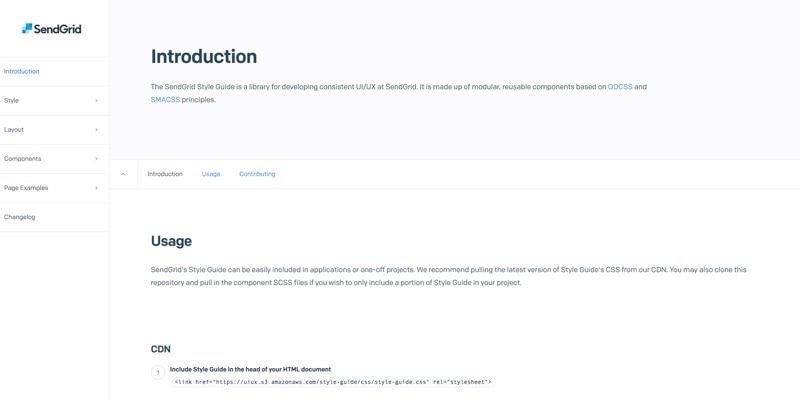 SendGrid
Introduction
Style
Layout
Components
Page Examples
Changelog
Introduction
The SendGrid Style Guide is a library for developing consistent UI/UX at SendGrid. It is made up of modular, reusable components based on OOCSS and
SMACSS principles.
Introduction Usage Contributing
Usage
SendGrid's Style Guide can be easily included in applications or one-off projects. We recommend pulling the latest version of Style Guide's CSS from our CDN. You may also clone this
repository and pull in the component SCSS files if you wish to only include a portion of Style Guide in your project.
CDN
1 Include Style Guide in the head of your HTML document
<link href="https://uiux.s3.amazonaws.com/style-guide/css/style-guide.css" rel="stylesheet">